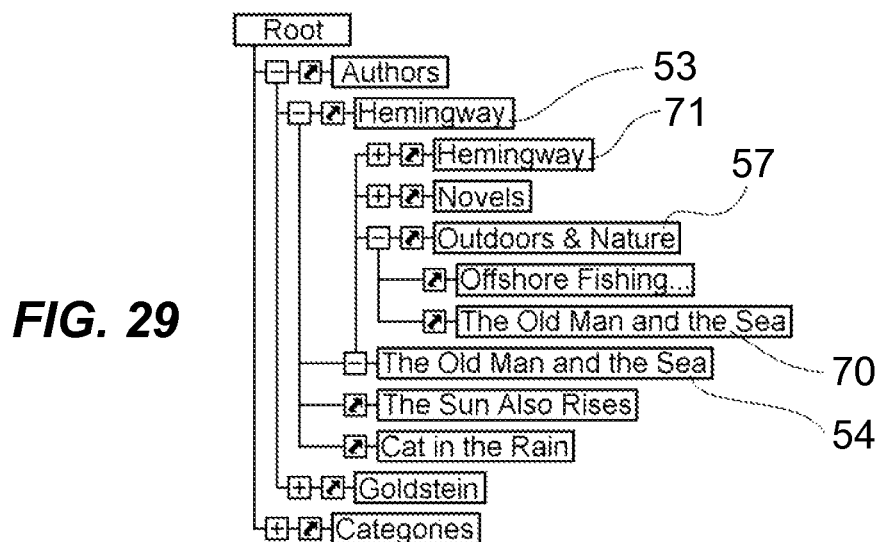 Root
Authors
53
Hemingway
71
Hemingway
57
Novels
Outdoors & Nature
Offshore Fishing...
FIG. 29
The Old Man and the Sea
The Old Man and the Sea
70
The Sun Also Rises
54
Cat in the Rain
Goldstein
Categories